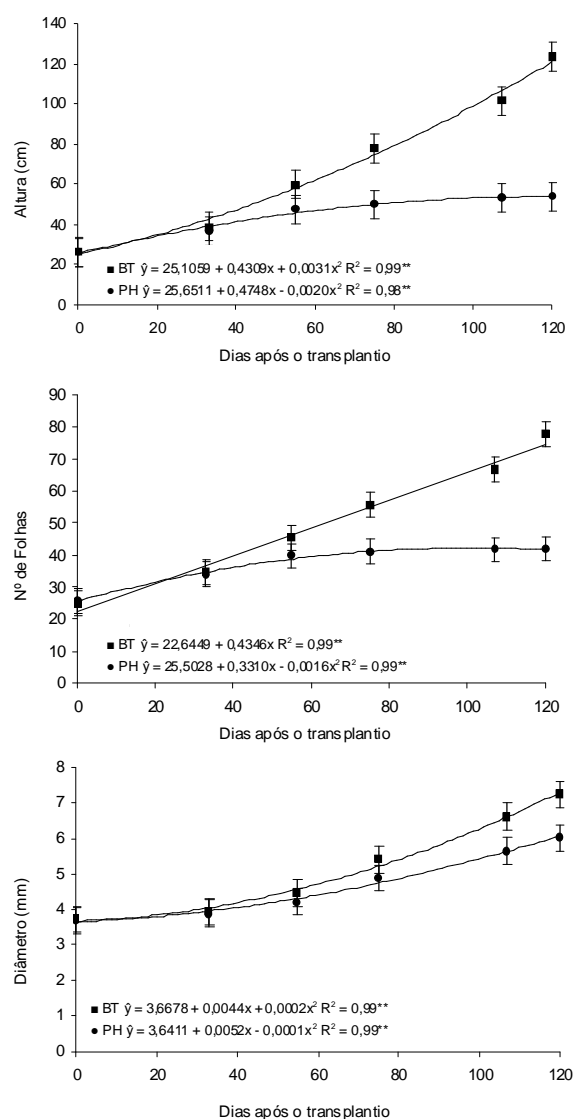 140
120
100
80
60
40
20
0
Altura (cm)
BT ŷ = 25,1059 + 0,4309x + 0,0031x² R² = 0,99**
PH ŷ = 25,6511 + 0,4748x - 0,0020x² R² = 0,98**
0 20 40 60 80 100 120
Dias após o transplantio
90
80
70
60
50
40
30
20
10
0
Nº de Folhas
BT ŷ = 22,6449 + 0,4346x R² = 0,99**
PH ŷ = 25,5028 + 0,3310x - 0,0016x² R² = 0,99**
0 20 40 60 80 100 120
Dias após o transplantio
8
7
6
5
4
3
2
1
0
Diâmetro (mm)
BT ŷ = 3,6678 + 0,0044x + 0,0002x² R² = 0,99**
PH ŷ = 3,6411 + 0,0052x - 0,0001x² R² = 0,99**
0 20 40 60 80 100 120
Dias após o transplantio